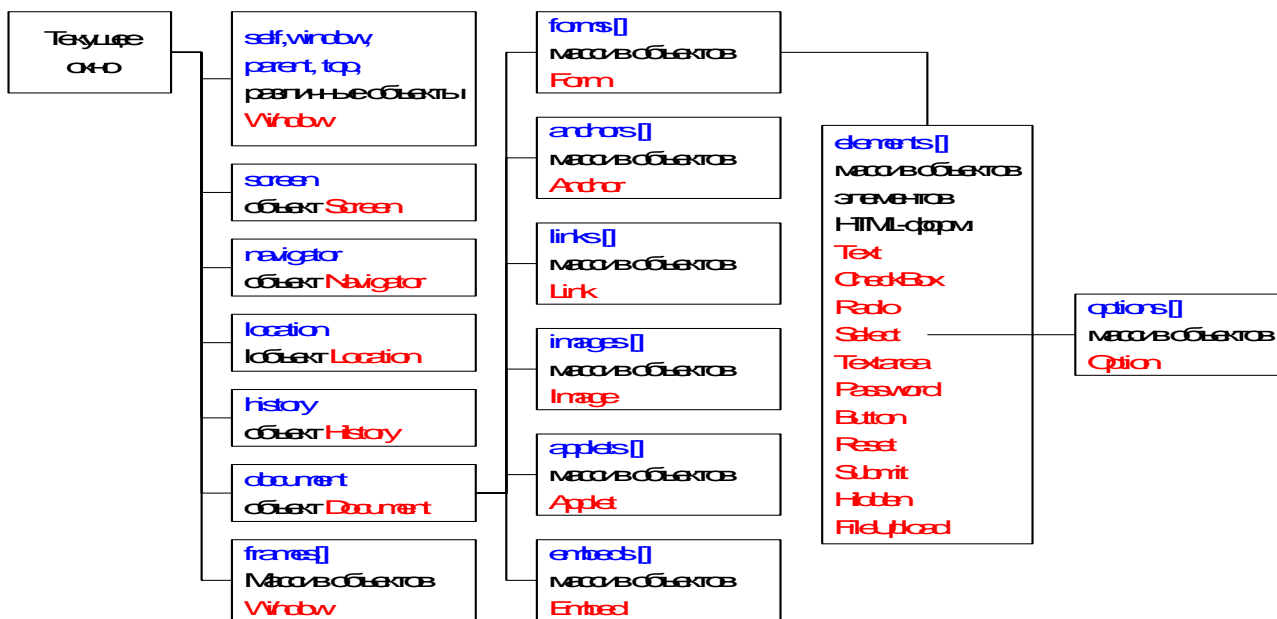 Текущее
окно
self, window,
parent, top,
различные объекты
Window
screen
объект Screen
navigator
объект Navigator
location
lобъект Location
history
объект History
document
объект Document
frames[]
Массив объектов
Window
forms[]
массив объектов
Form
anchors[]
массив объектов
Anchor
links[]
массив объектов
Link
images[]
массив объектов
Image
applets[]
массив объектов
Applet
embeds[]
массив объектов
Embed
elements[]
массив объектов
элементов
HTML-форм
Text
CheckBox
Radio
Select
Textarea
Password
Button
Reset
Submit
Hidden
FileUpload
options[]
массив объектов
Option